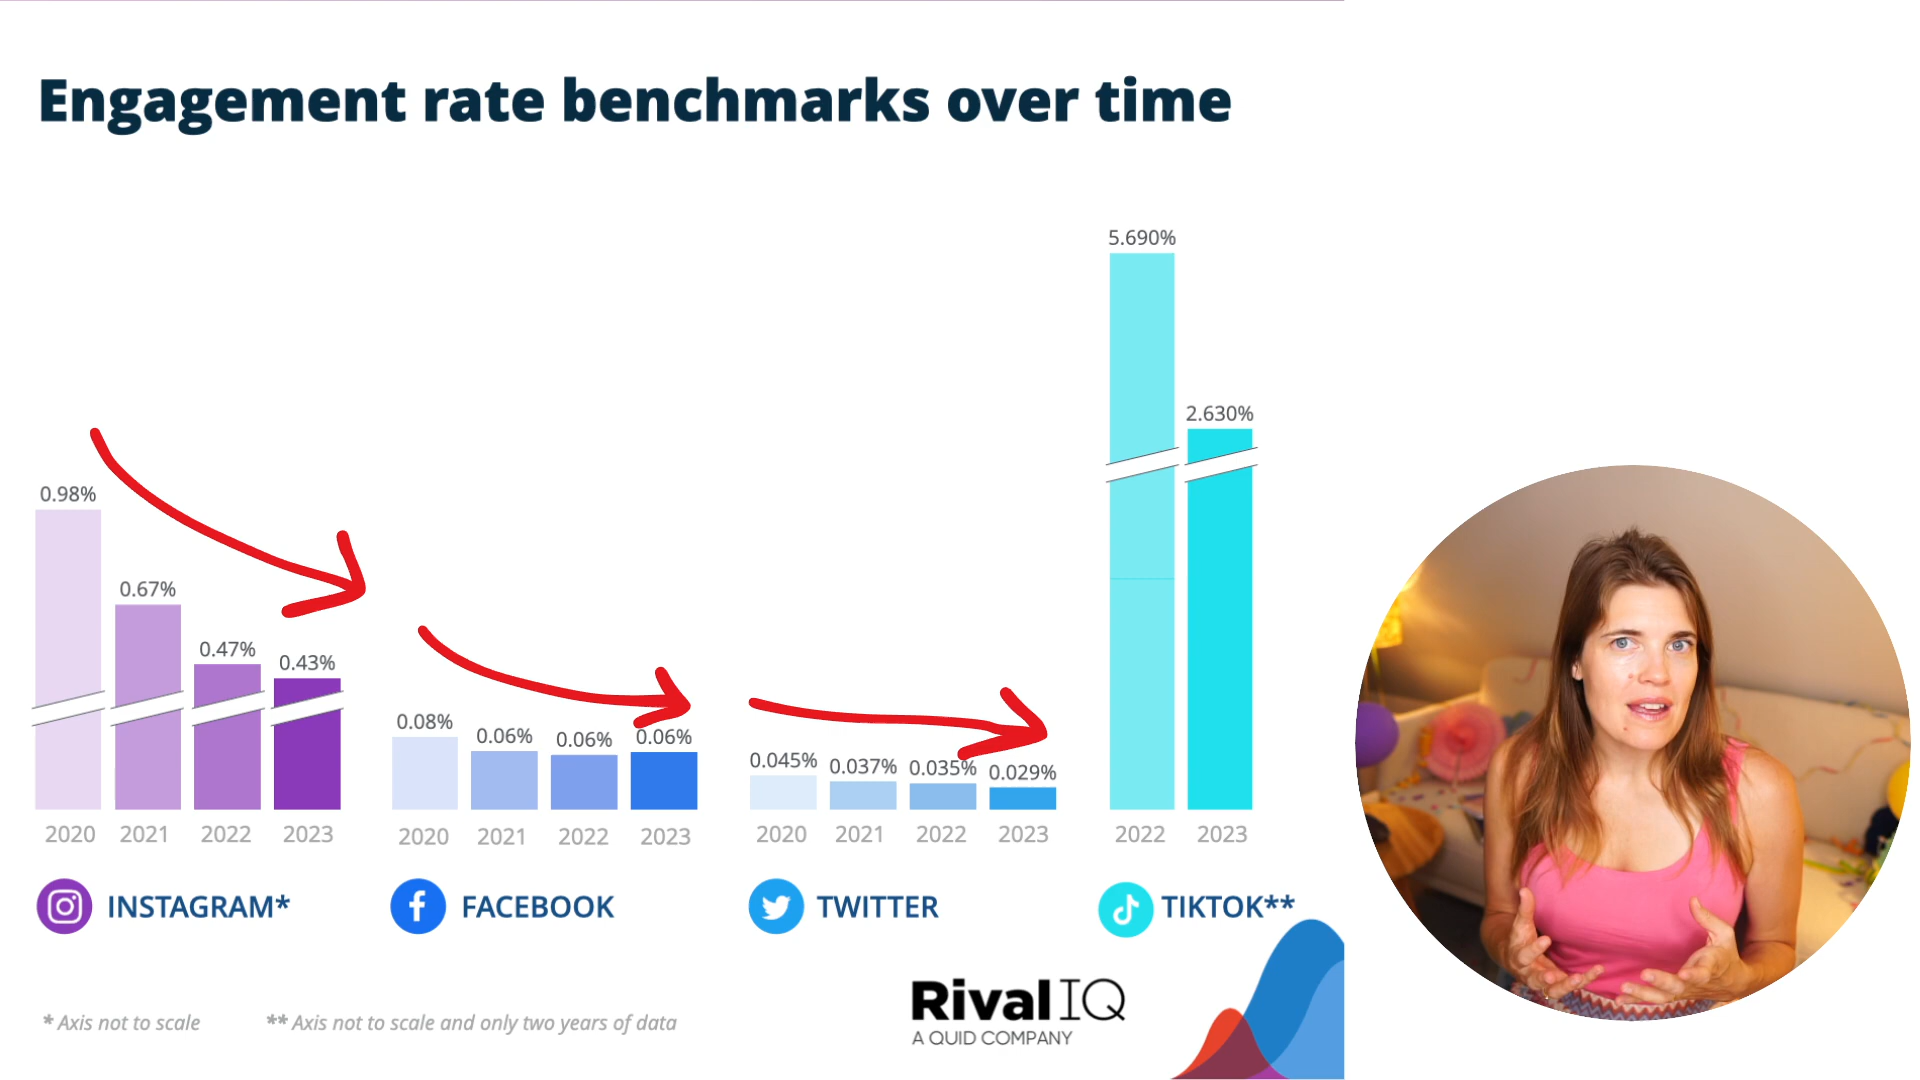 Engagement rate benchmarks over time
5.690%
2.630%
0.98%
0.67%
0.47%
0.43%
0.08%
0.06%
0.06%
0.06%
0.045%
0.037%
0.035%
0.029%
2020 2021 2022 2023
2020 2021 2022 2023
2020 2021 2022 2023
2022 2023
INSTAGRAM*
FACEBOOK
TWITTER
TIKTOK**
* Axis not to scale
** Axis not to scale and only two years of data
Rival IQ
A QUID COMPANY